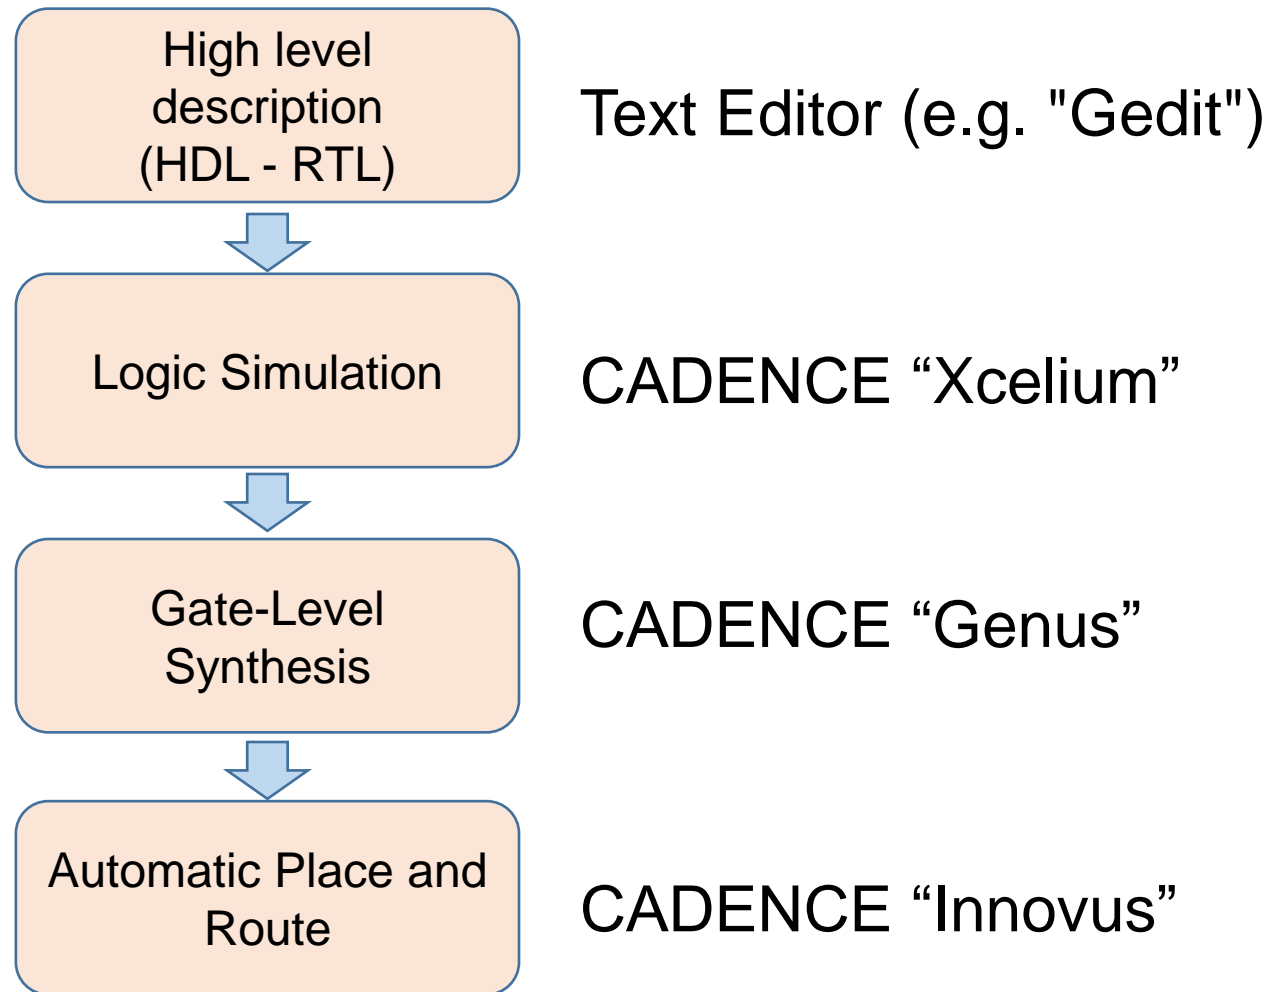 High level
description
(HDL - RTL)
Text Editor (e.g. "Gedit")
Logic Simulation
CADENCE “Xcelium”
Gate-Level
Synthesis
CADENCE “Genus”
Automatic Place and
Route
CADENCE “Innovus”